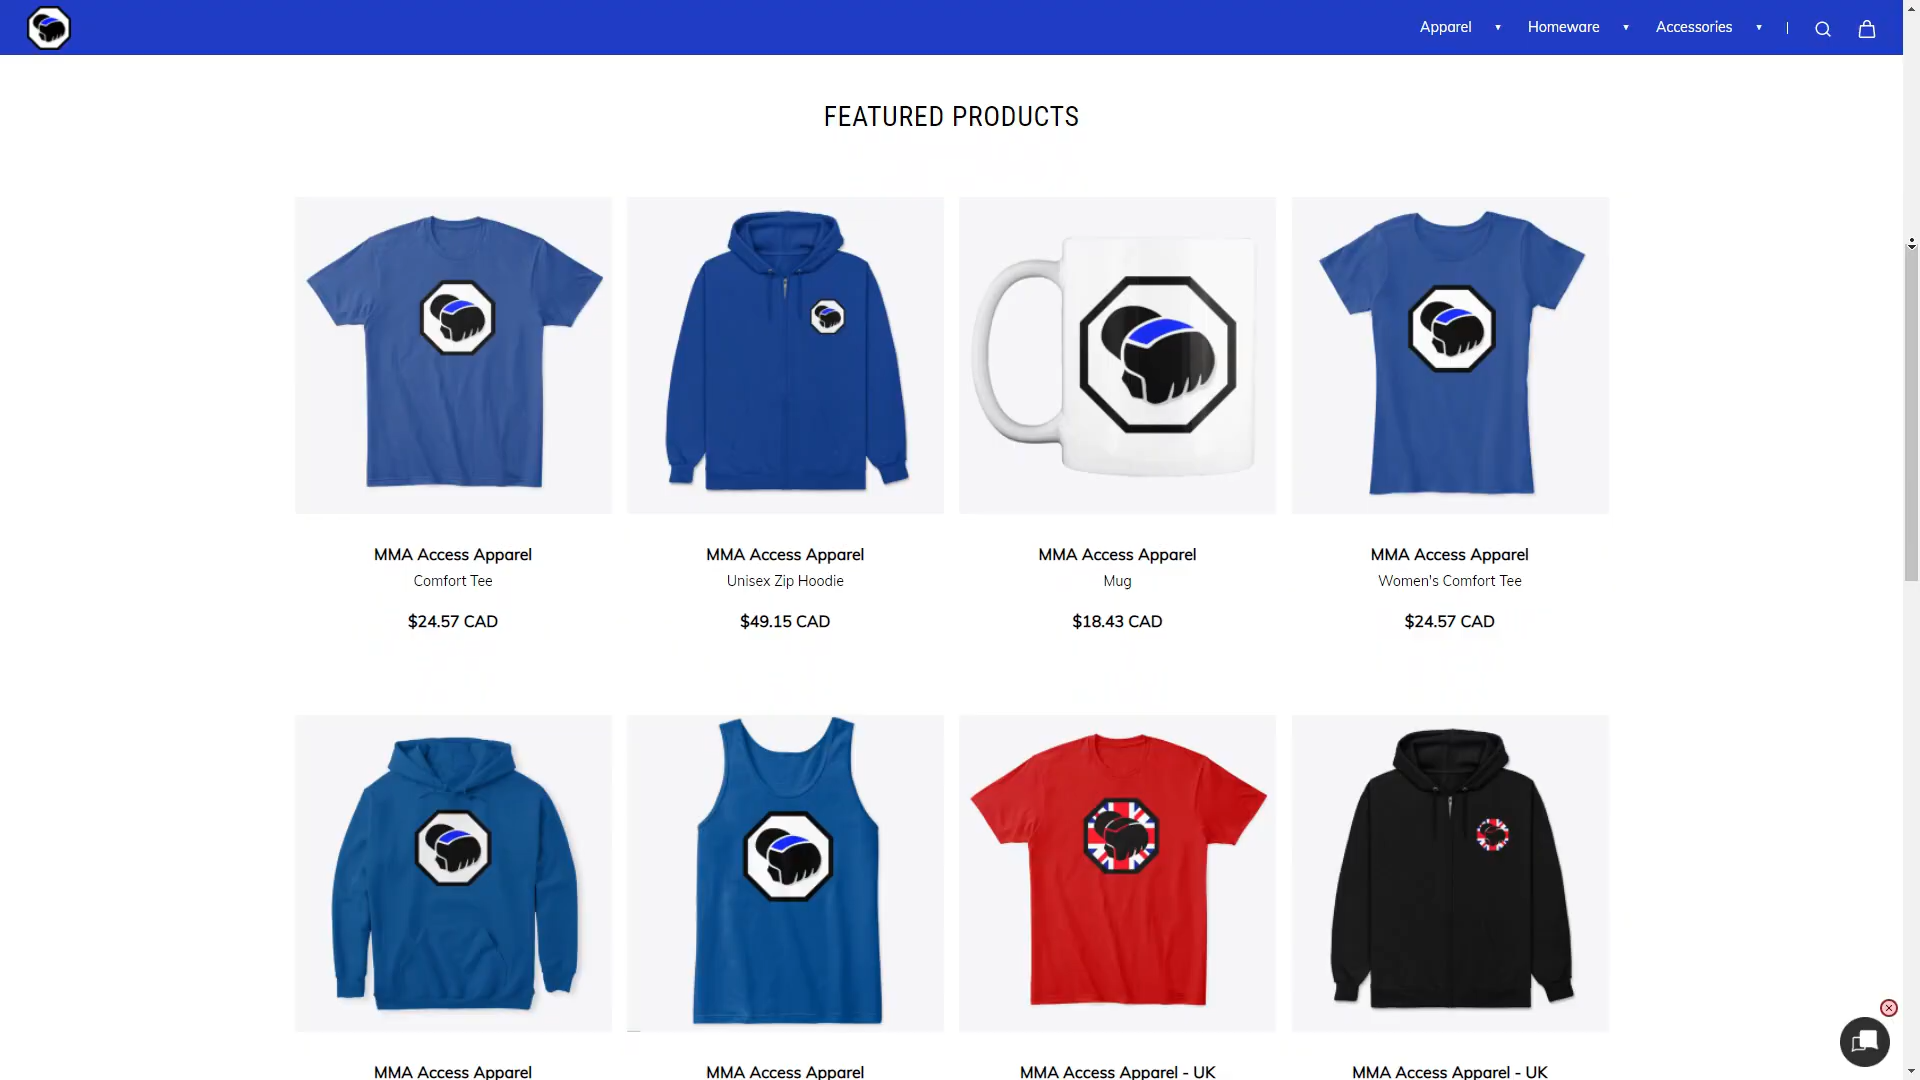 Apparel ▼ Homeware ▼ Accessories ▼ |
FEATURED PRODUCTS
MMA Access Apparel
Comfort Tee
$24.57 CAD
MMA Access Apparel
Unisex Zip Hoodie
$49.15 CAD
MMA Access Apparel
Mug
$18.43 CAD
MMA Access Apparel
Women's Comfort Tee
$24.57 CAD
MMA Access Apparel
MMA Access Apparel
MMA Access Apparel - UK
MMA Access Apparel - UK